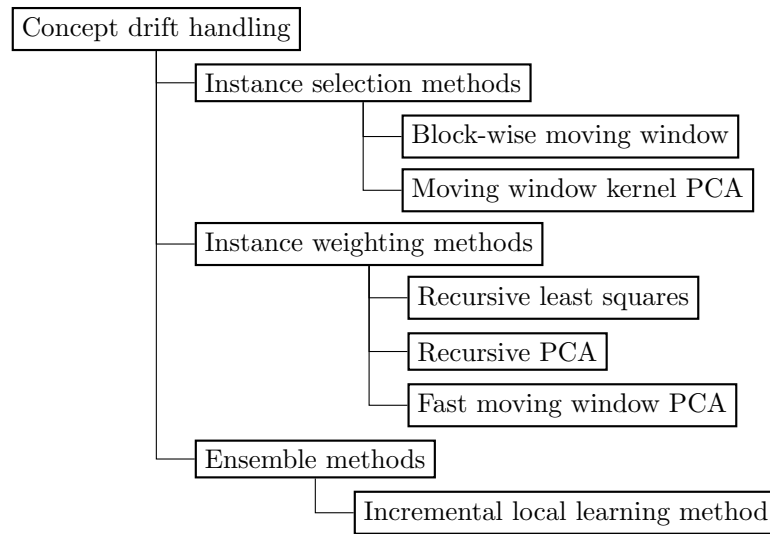 Concept drift handling
Instance selection methods
Block-wise moving window
Moving window kernel PCA
Instance weighting methods
Recursive least squares
Recursive PCA
Fast moving window PCA
Ensemble methods
Incremental local learning method